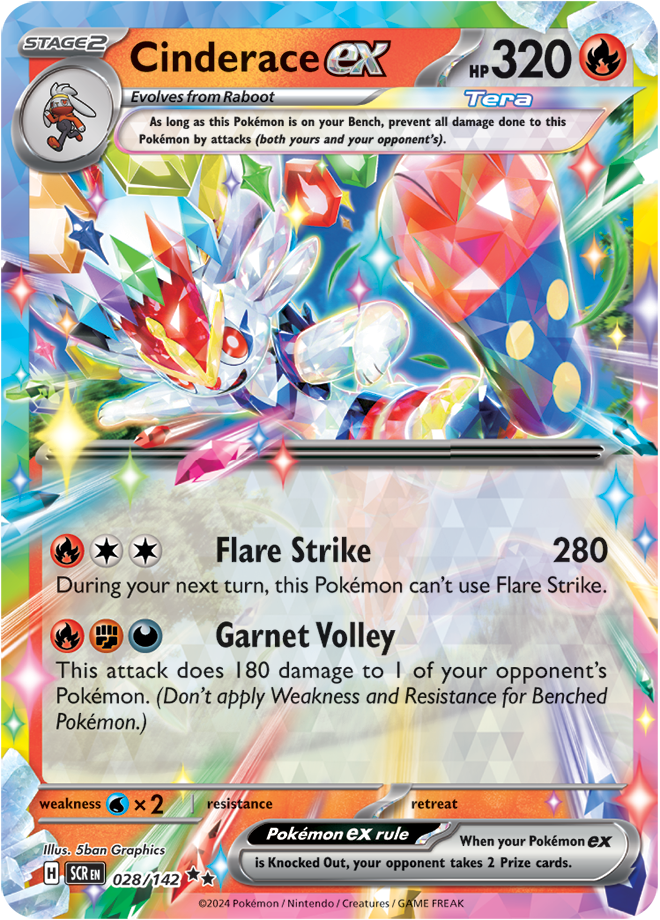 STAGE2 Cinderace ex HP 320
Evolves from Raboot Tera
As long as this Pokémon is on your Bench, prevent all damage done to this
Pokémon by attacks (both yours and your opponent's).
Flare Strike 280
During your next turn, this Pokémon can't use Flare Strike.
Garnet Volley
This attack does 180 damage to 1 of your opponent's
Pokémon. (Don't apply Weakness and Resistance for Benched
Pokémon.)
weakness ×2 resistance retreat
Pokémon ex rule When your Pokémon ex
is Knocked Out, your opponent takes 2 Prize cards.
Illus. 5ban Graphics
H SCR EN 028/142
©2024 Pokémon / Nintendo / Creatures / GAME FREAK